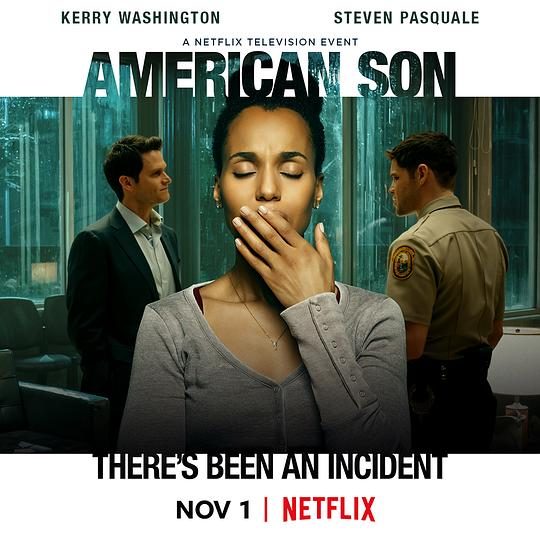 KERRY WASHINGTON STEVEN PASQUALE
A NETFLIX TELEVISION EVENT
AMERICAN SON
THERE'S BEEN AN INCIDENT
NOV 1 | NETFLIX